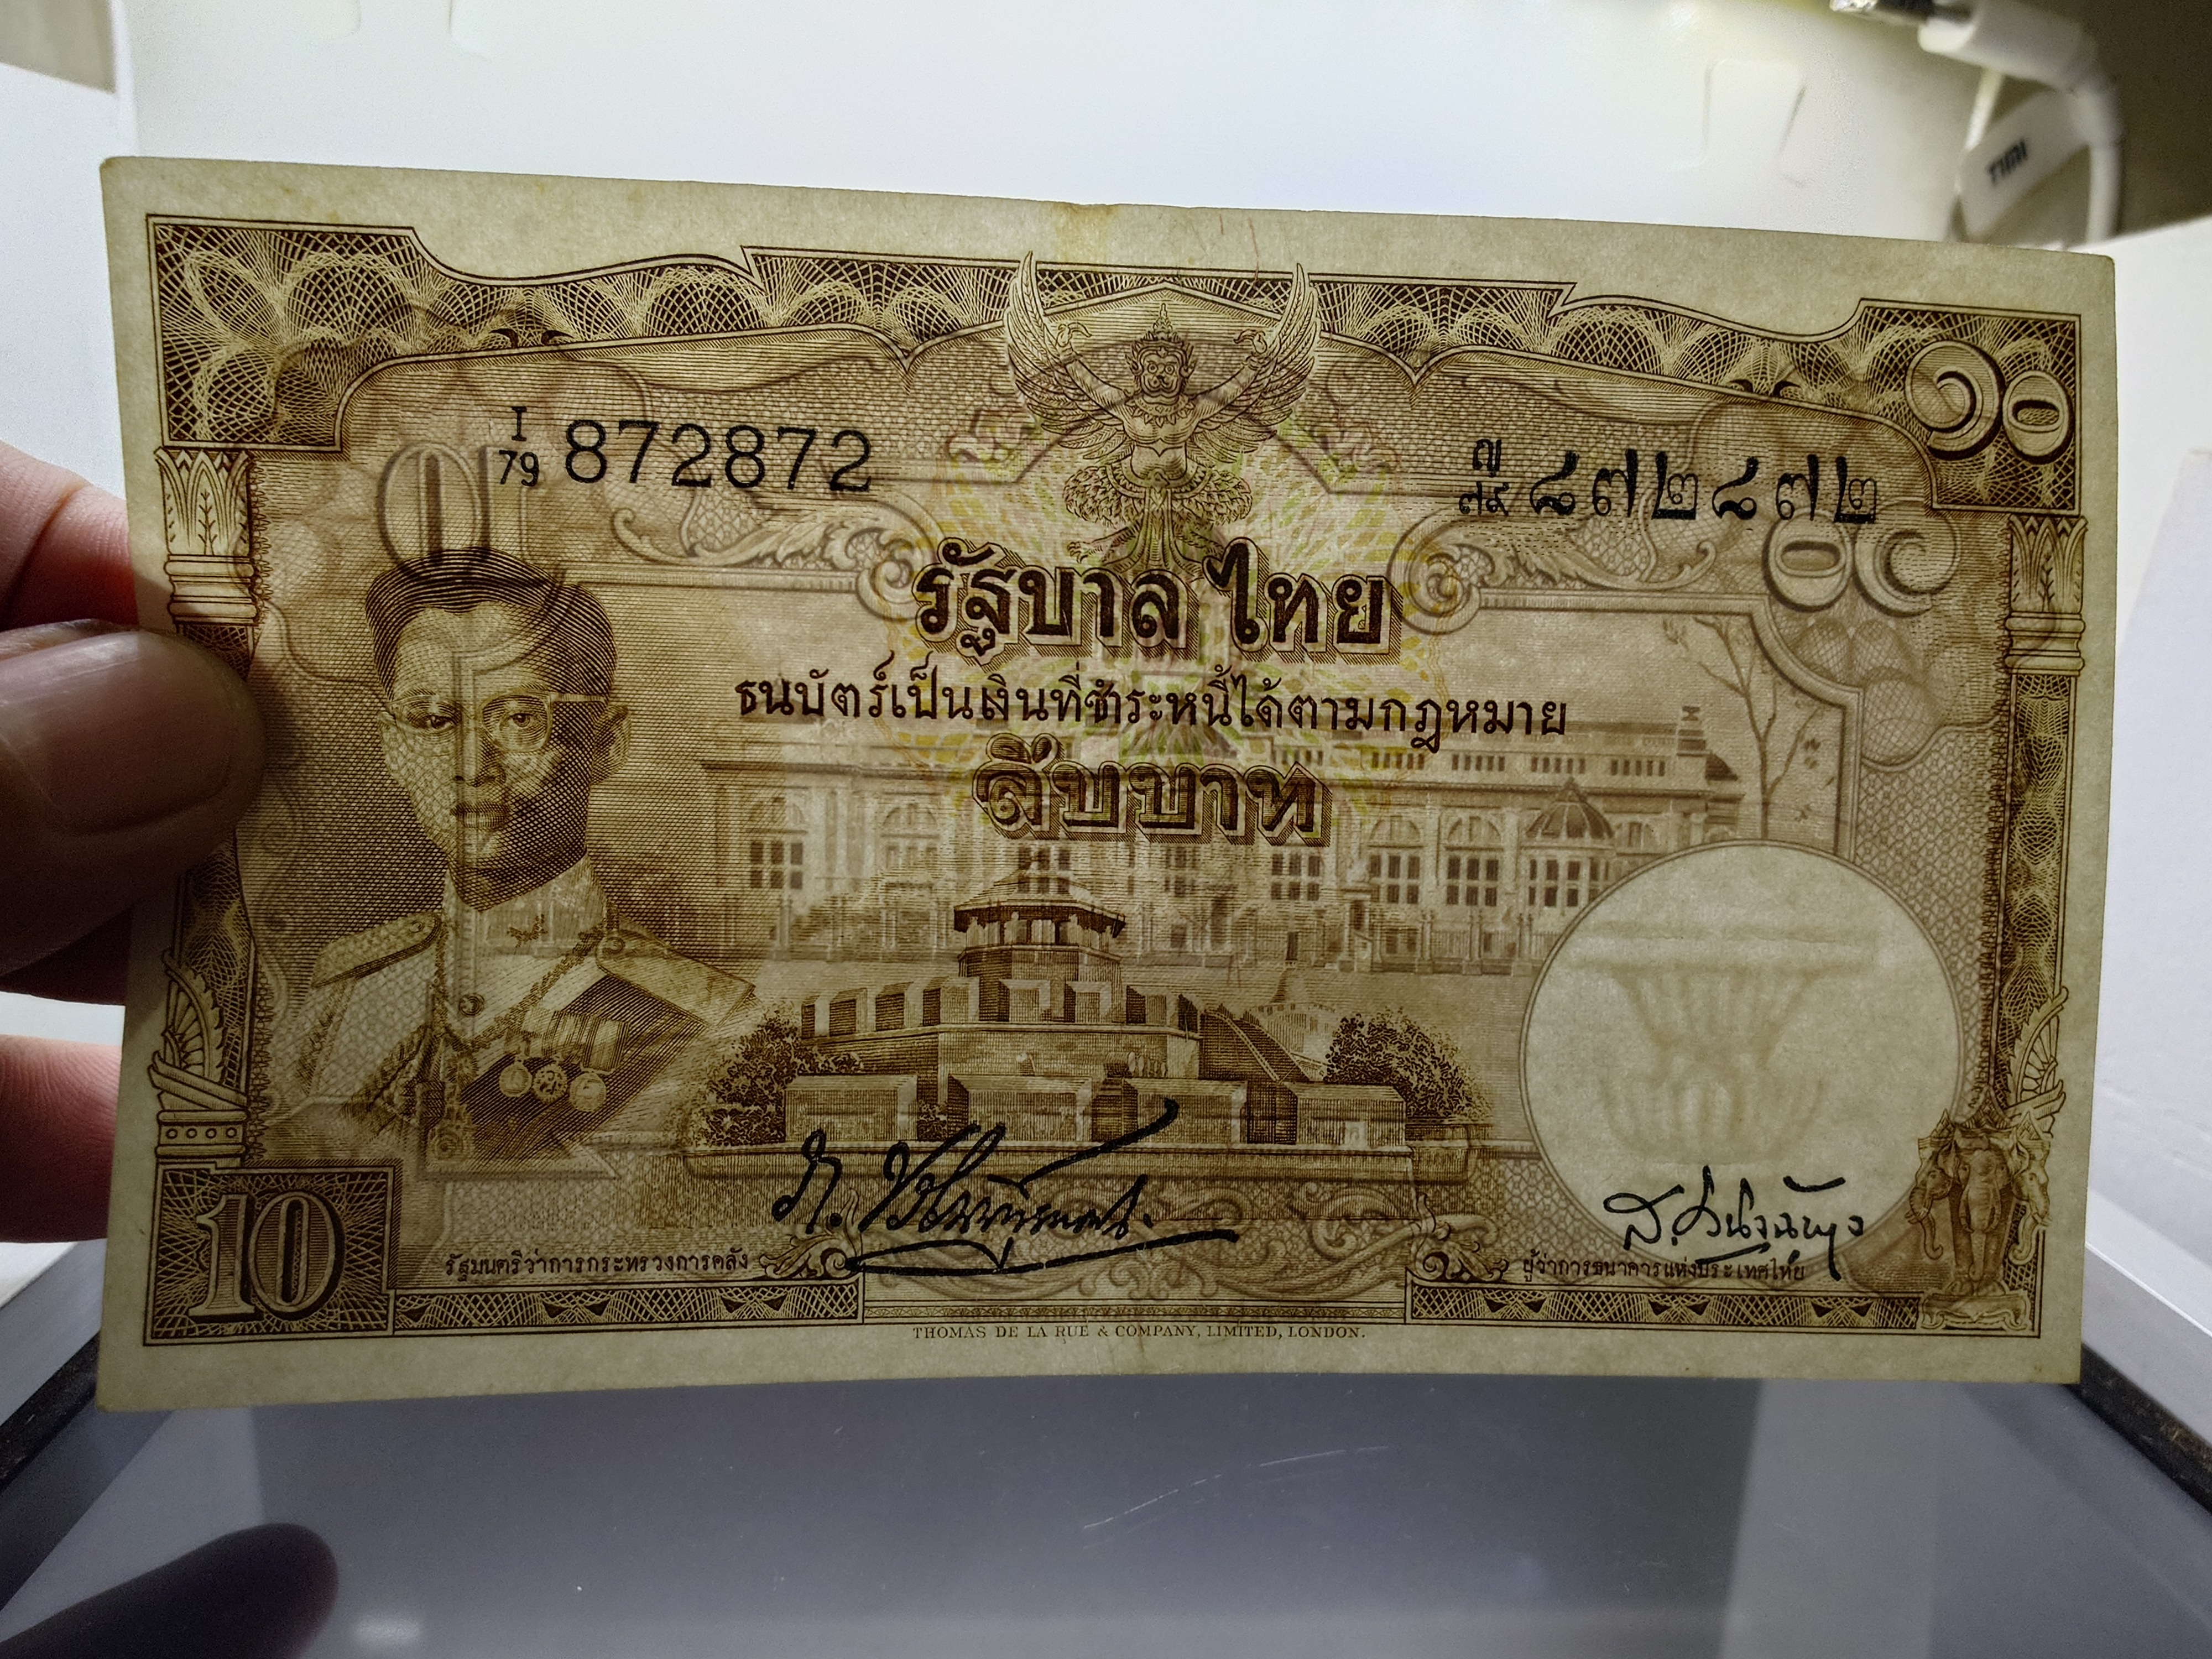 TIMI
๑๐
I
79 872872
ญ
๗๙ ๘๗๒๘๗๒
รัฐบาลไทย
ธนบัตร์เป็นเงินที่ชำระหนี้ได้ตามกฎหมาย
สิบบาท
10
รัฐมนตรีว่าการกระทรวงการคลัง
ผู้ว่าการธนาคารแห่งประเทศไทย
THOMAS DE LA RUE & COMPANY, LIMITED, LONDON.